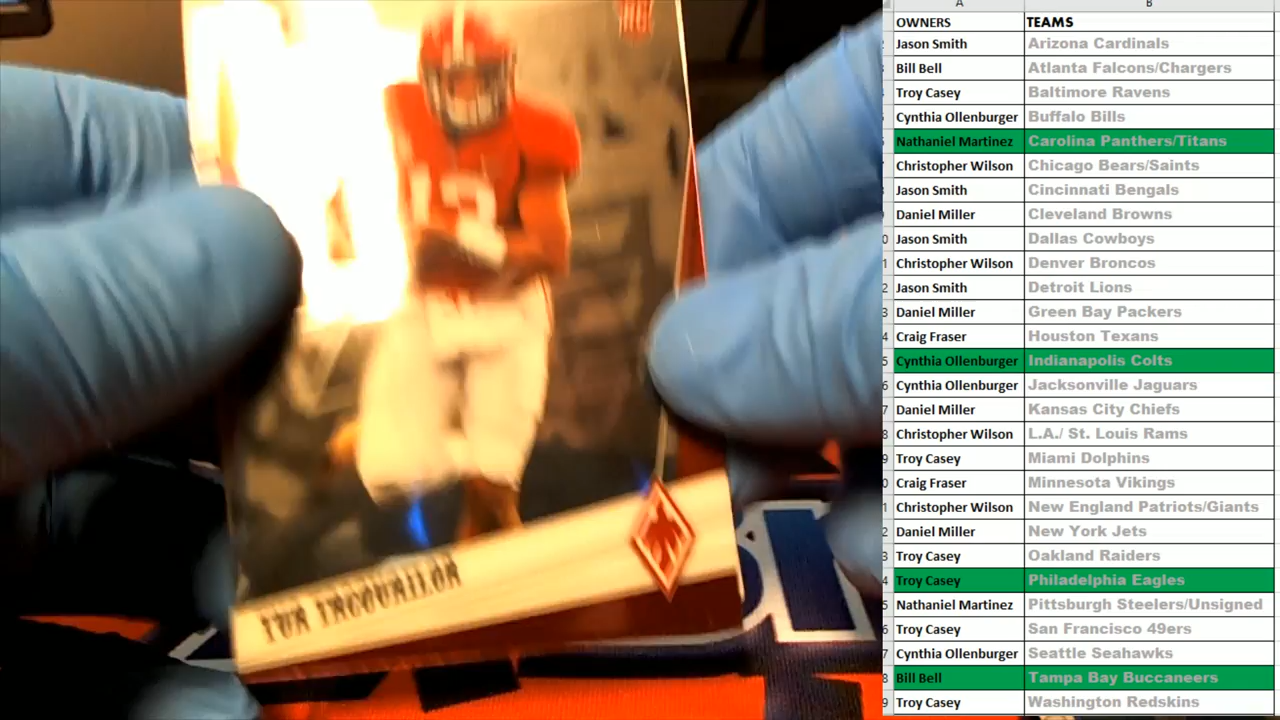 A B
OWNERS TEAMS
Jason Smith Arizona Cardinals
Bill Bell Atlanta Falcons/Chargers
Troy Casey Baltimore Ravens
Cynthia Ollenburger Buffalo Bills
Nathaniel Martinez Carolina Panthers/Titans
Christopher Wilson Chicago Bears/Saints
Jason Smith Cincinnati Bengals
Daniel Miller Cleveland Browns
Jason Smith Dallas Cowboys
Christopher Wilson Denver Broncos
Jason Smith Detroit Lions
Daniel Miller Green Bay Packers
Craig Fraser Houston Texans
Cynthia Ollenburger Indianapolis Colts
Cynthia Ollenburger Jacksonville Jaguars
Daniel Miller Kansas City Chiefs
Christopher Wilson L.A./ St. Louis Rams
Troy Casey Miami Dolphins
Craig Fraser Minnesota Vikings
Christopher Wilson New England Patriots/Giants
Daniel Miller New York Jets
Troy Casey Oakland Raiders
Troy Casey Philadelphia Eagles
Nathaniel Martinez Pittsburgh Steelers/Unsigned
Troy Casey San Francisco 49ers
Cynthia Ollenburger Seattle Seahawks
Bill Bell Tampa Bay Buccaneers
Troy Casey Washington Redskins
13